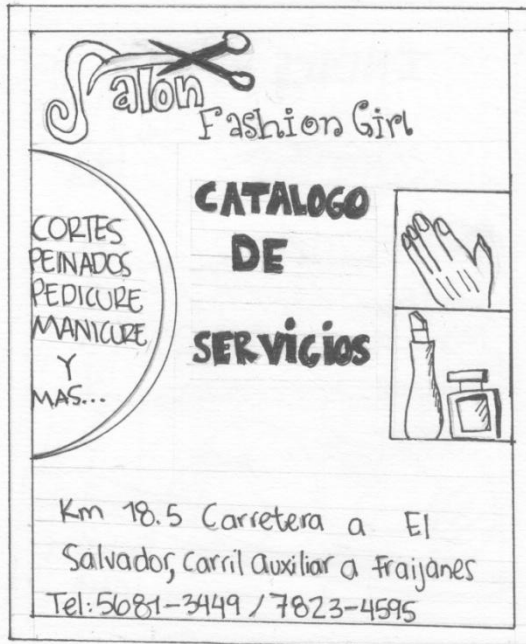 Salon
Fashion Girl
CATALOGO
DE
SERVICIOS
CORTES
PEINADOS
PEDICURE
MANICURE
Y
MAS...
Km 18.5 Carretera a El
Salvador, Carril auxiliar a Fraijanes
Tel: 5681-3449 / 7823-4595